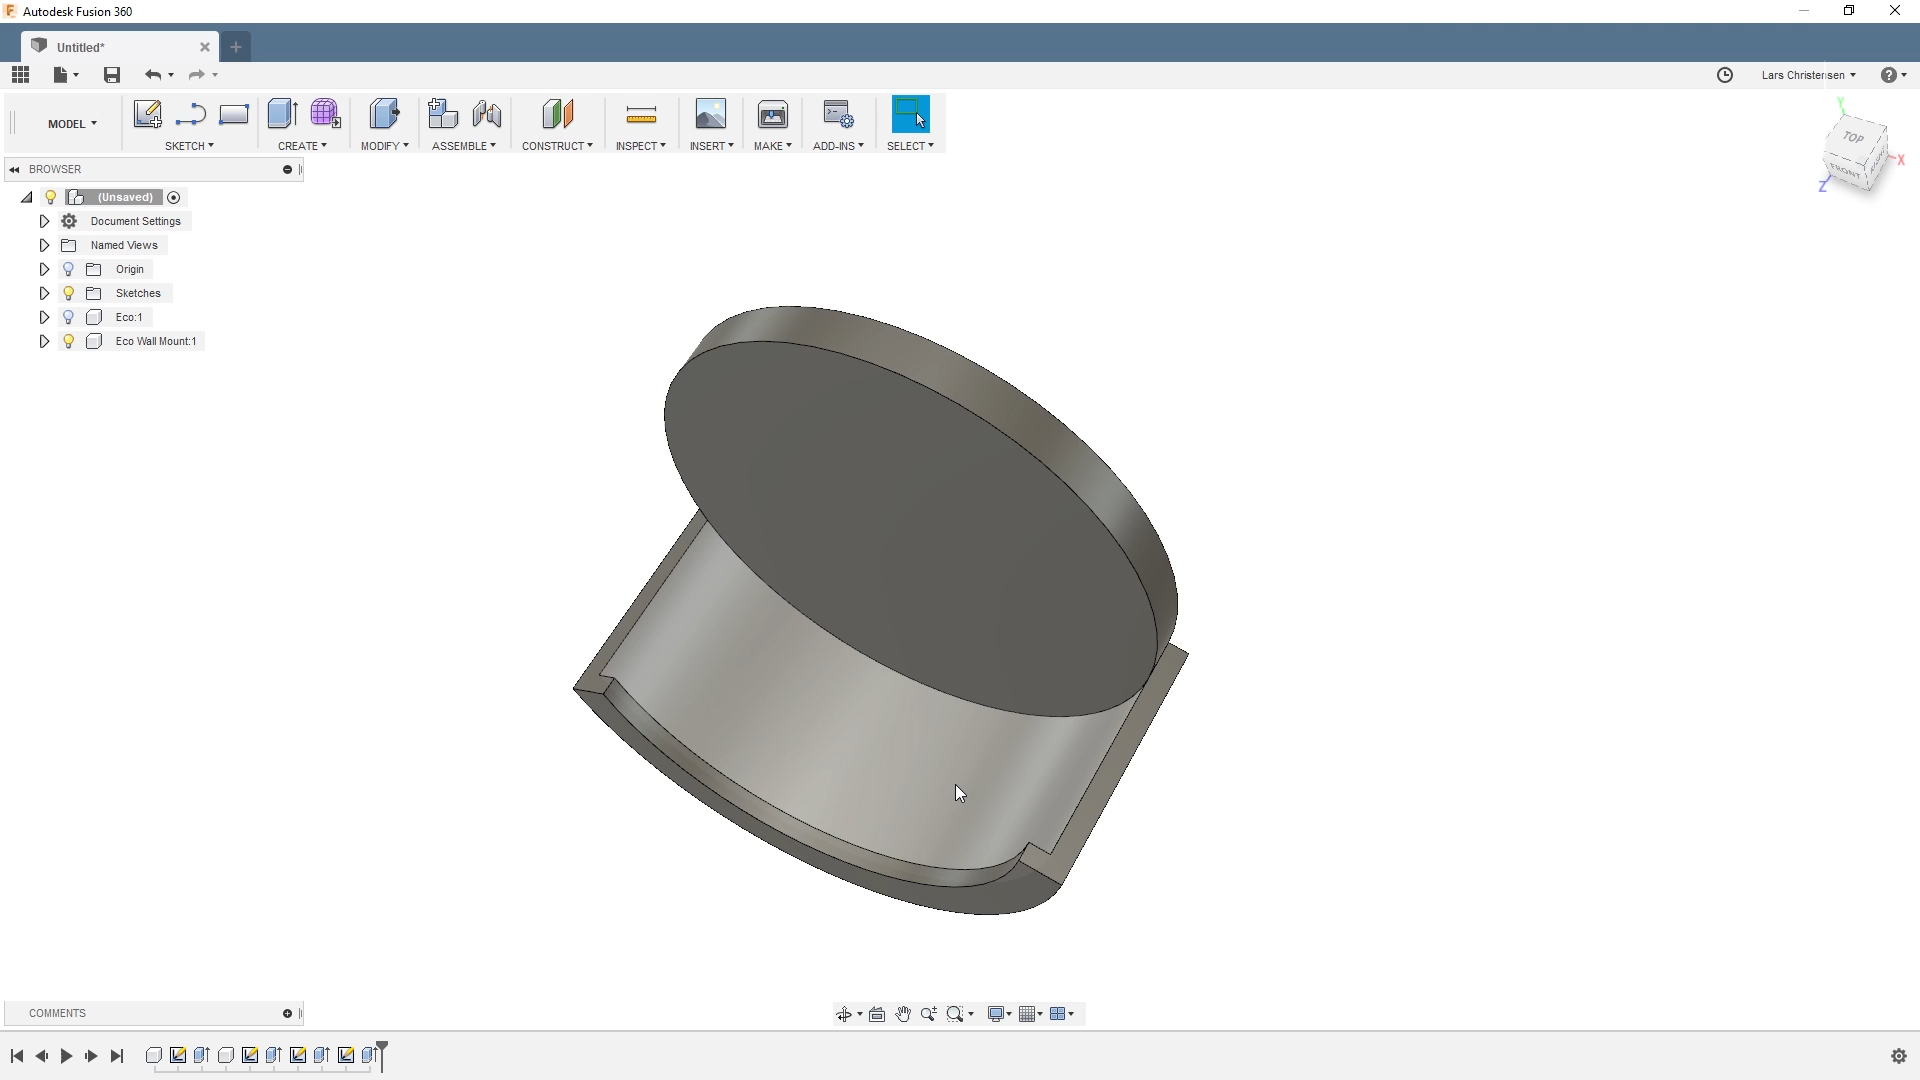 Autodesk Fusion 360
Untitled*
Lars Christensen
MODEL
SKETCH
CREATE
MODIFY
ASSEMBLE
CONSTRUCT
INSPECT
INSERT
MAKE
ADD-INS
SELECT
Y
TOP
FRONT
X
Z
BROWSER
(Unsaved)
Document Settings
Named Views
Origin
Sketches
Eco:1
Eco Wall Mount:1
COMMENTS